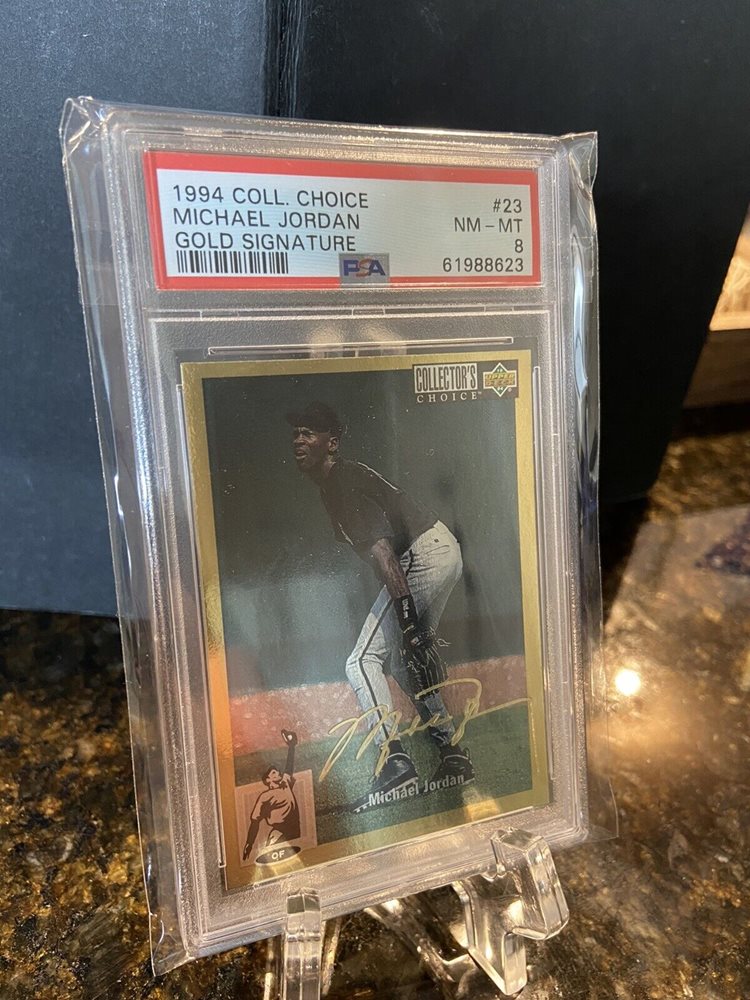 1994 COLL. CHOICE #23
MICHAEL JORDAN NM - MT
GOLD SIGNATURE 8
PSA 61988623
COLLECTOR'S
CHOICE™
UPPER
DECK
Michael Jordan
OF